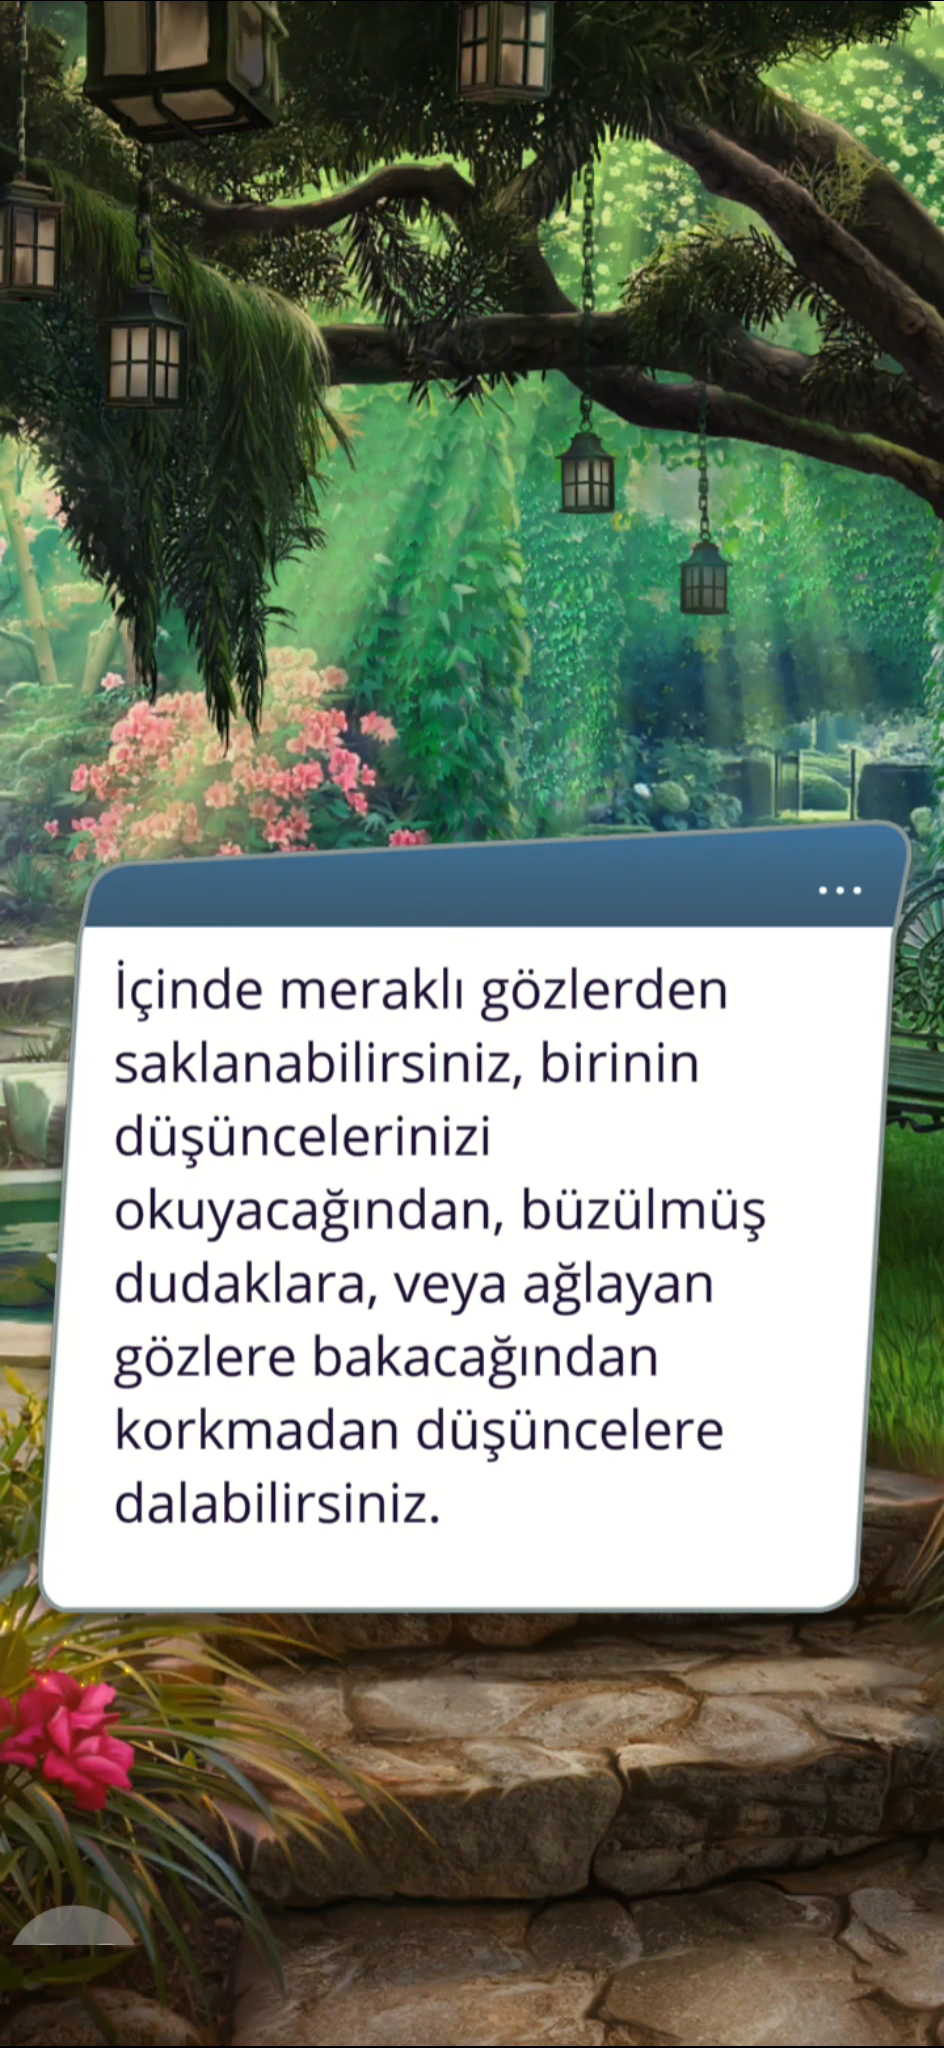 ...
İçinde meraklı gözlerden
saklanabilirsiniz, birinin
düşüncelerinizi
okuyacağından, büzülmüş
dudaklara, veya ağlayan
gözlere bakacağından
korkmadan düşüncelere
dalabilirsiniz.